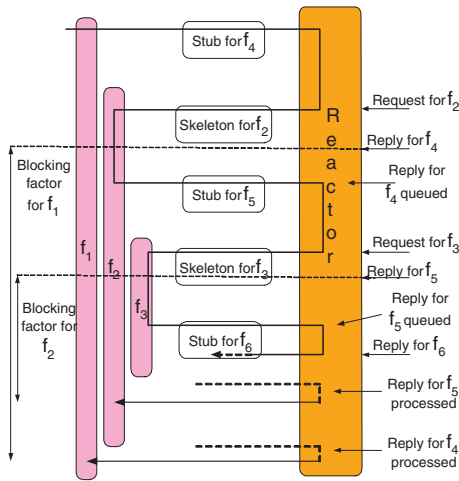 Stub for f4
Request for f2
Skeleton for f2
Reply for f4
Blocking factor for f1
Reply for f4 queued
Stub for f5
Reactor
Request for f3
f1
f2
Skeleton for f3
Reply for f5
f3
Reply for f5 queued
Blocking factor for f2
Stub for f6
Reply for f6
Reply for f5 processed
Reply for f4 processed